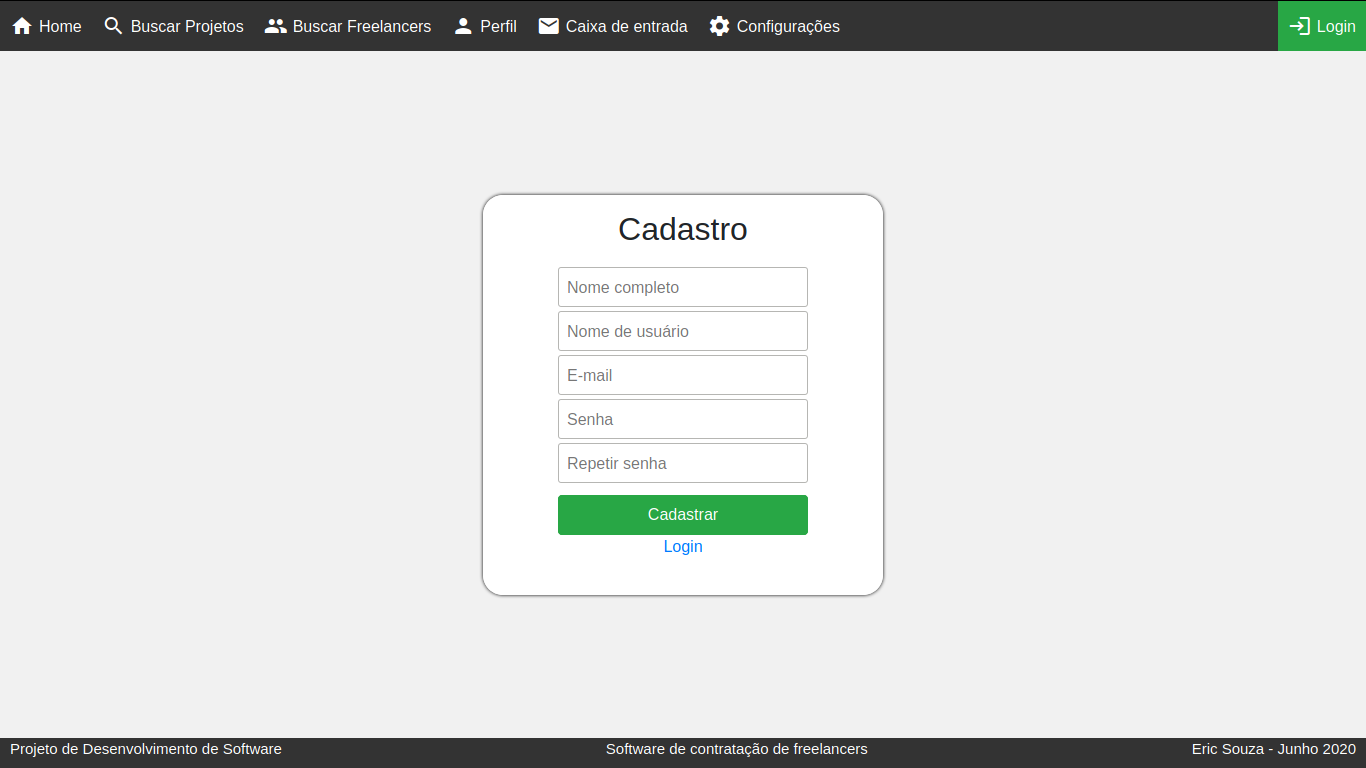 Home Buscar Projetos Buscar Freelancers Perfil Caixa de entrada Configurações Login
Cadastro
Nome completo
Nome de usuário
E-mail
Senha
Repetir senha
Cadastrar
Login
Projeto de Desenvolvimento de Software Software de contratação de freelancers Eric Souza - Junho 2020